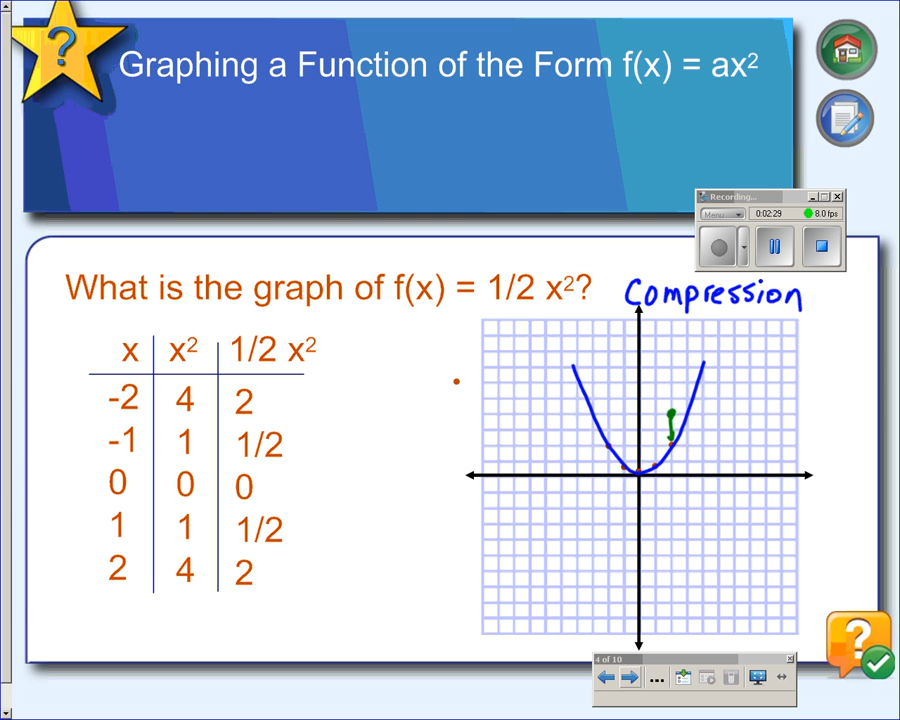 ?
Graphing a Function of the Form f(x) = ax²
Recording...
Menu 0:02:29 8.0 fps
What is the graph of f(x) = 1/2 x²?
Compression
x x² 1/2 x²
-2 4 2
-1 1 1/2
0 0 0
1 1 1/2
2 4 2
?
4 of 10
...